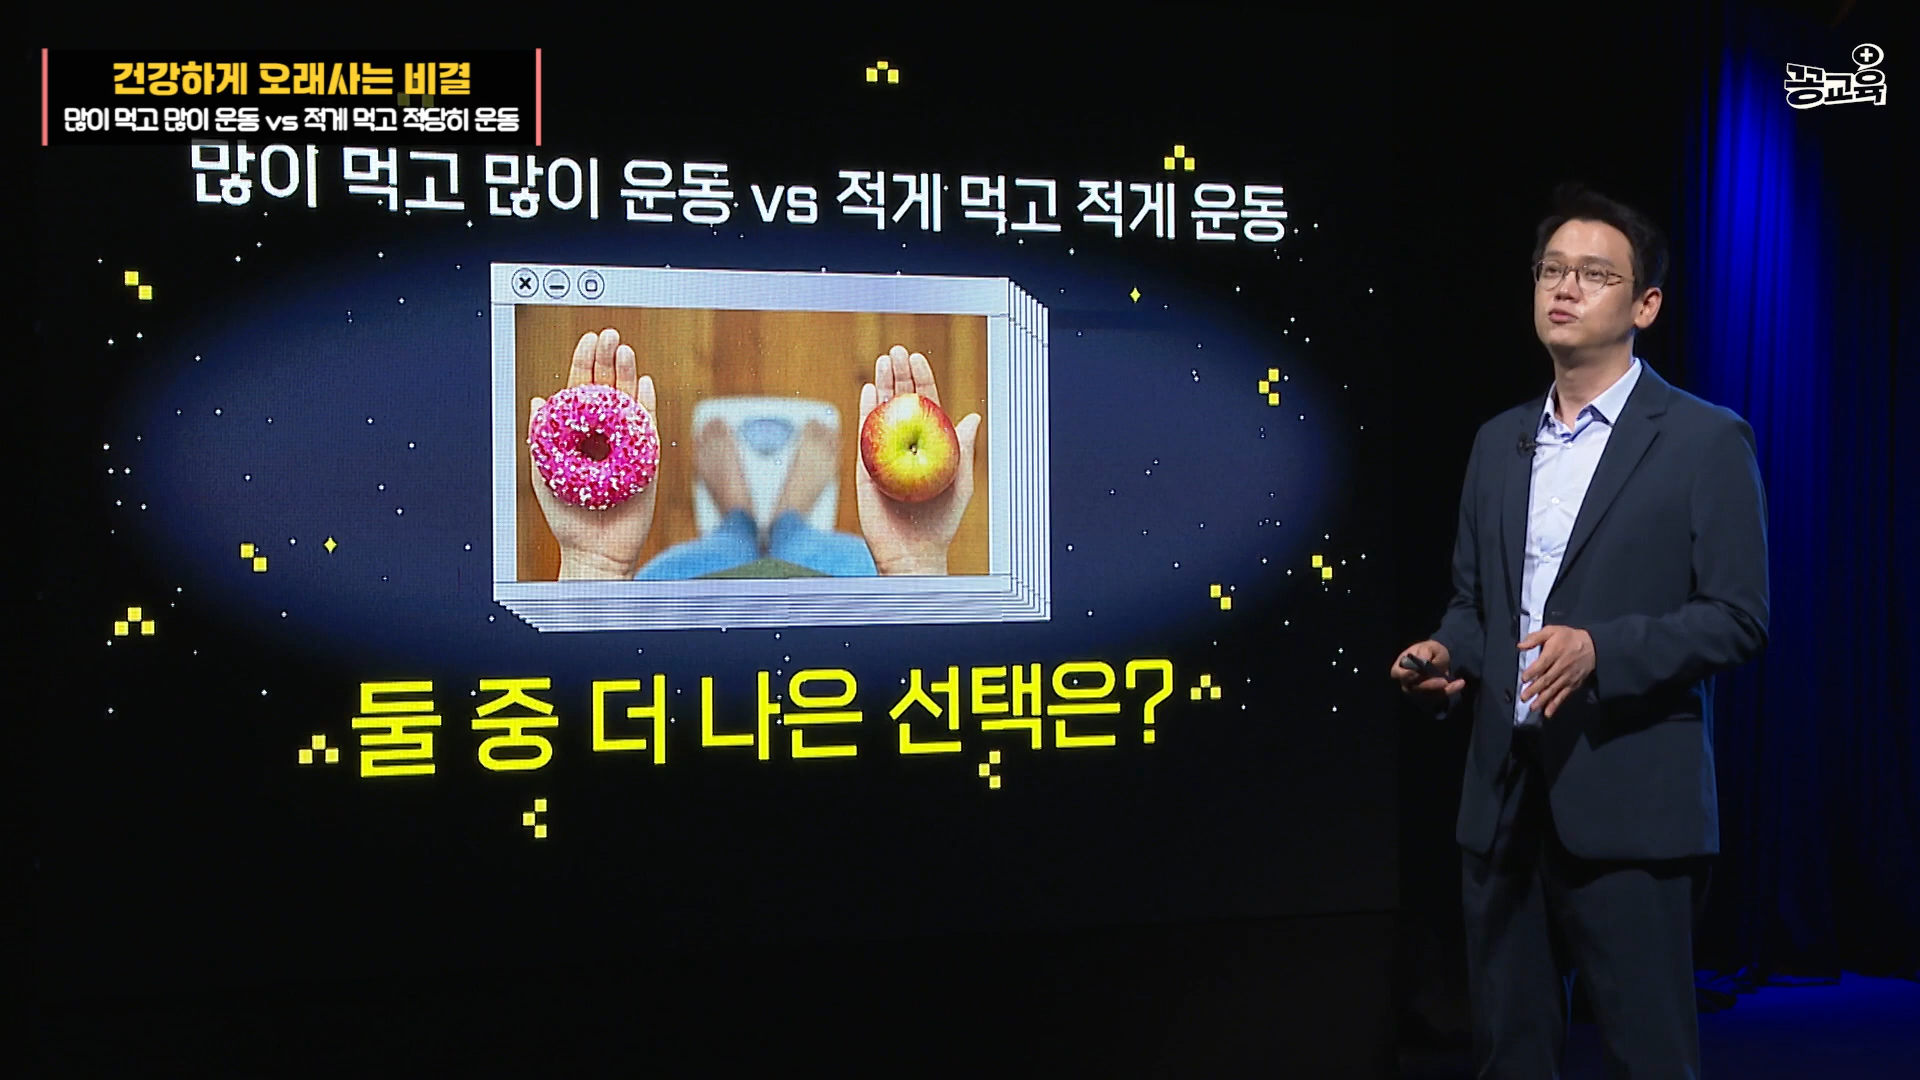 건강하게 오래사는 비결
많이 먹고 많이 운동 vs 적게 먹고 적당히 운동
꽁교육
많이 먹고 많이 운동 vs 적게 먹고 적게 운동
둘 중 더 나은 선택은?